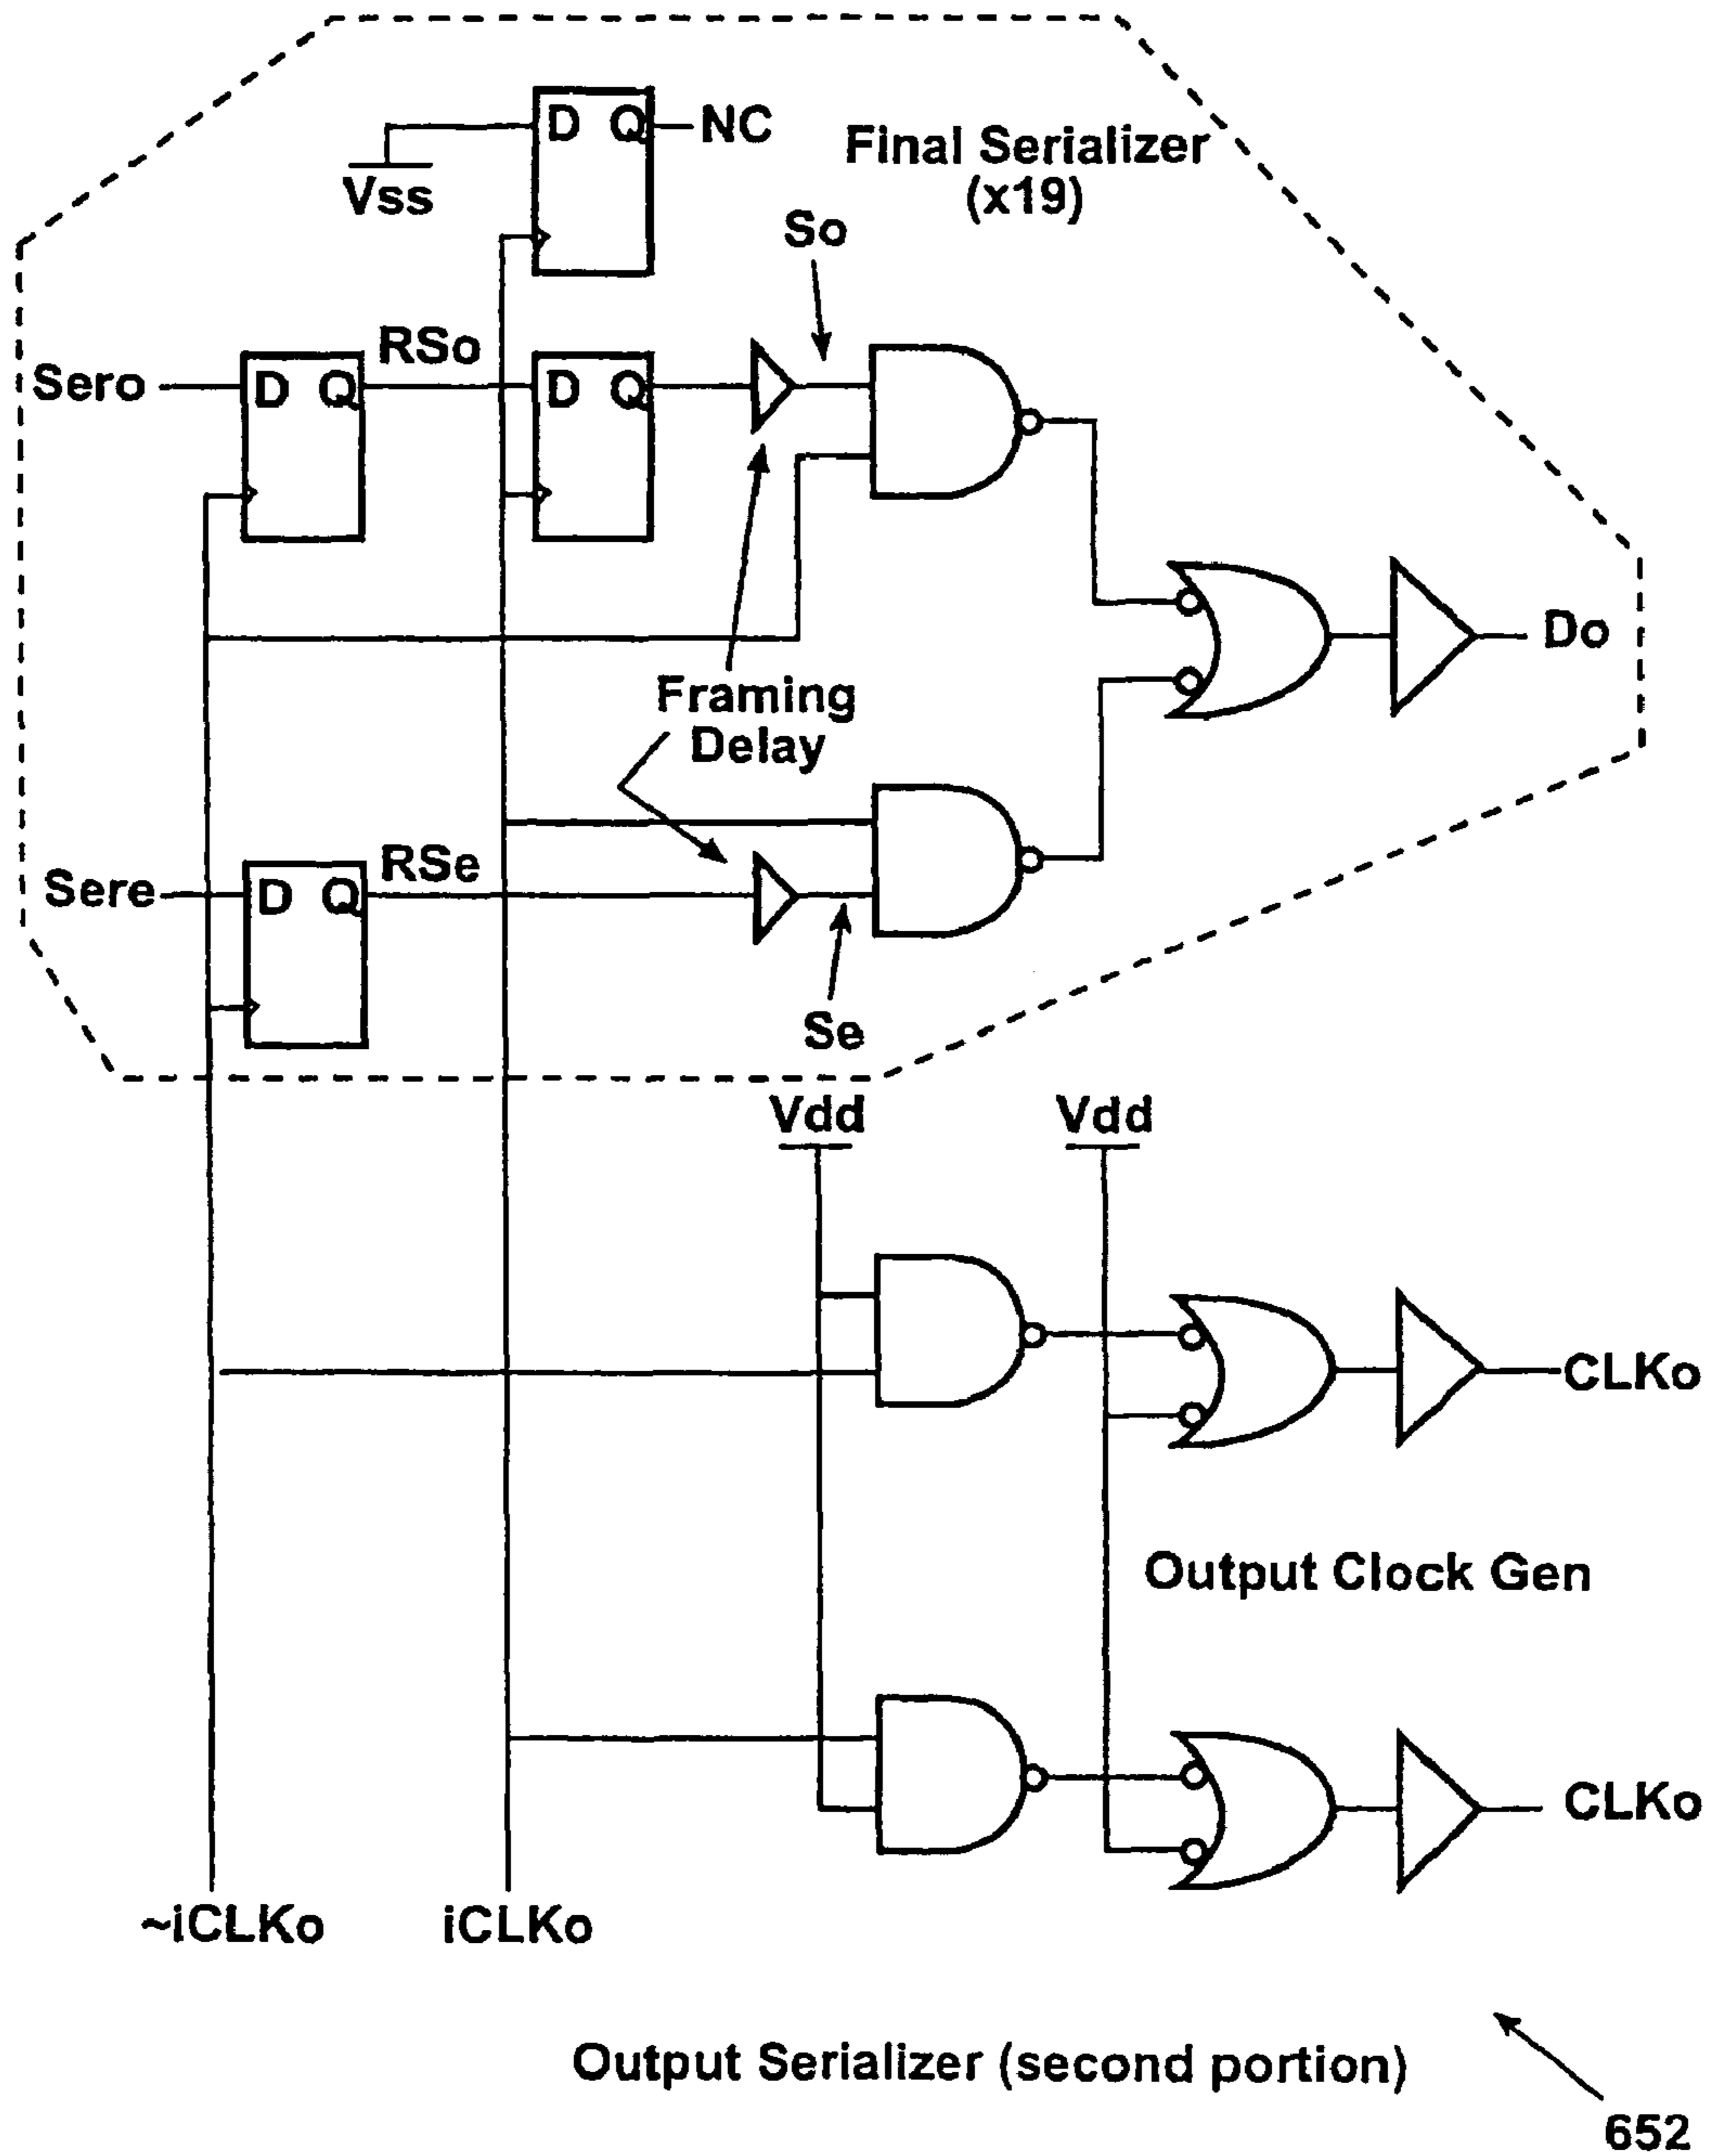 D Q NC
Vss
Final Serializer
(x19)
So
Sero
D Q
RSo
D Q
Do
Framing
Delay
Sere
D Q
RSe
Se
Vdd
Vdd
CLKo
Output Clock Gen
CLKo
~iCLKo
iCLKo
Output Serializer (second portion)
652